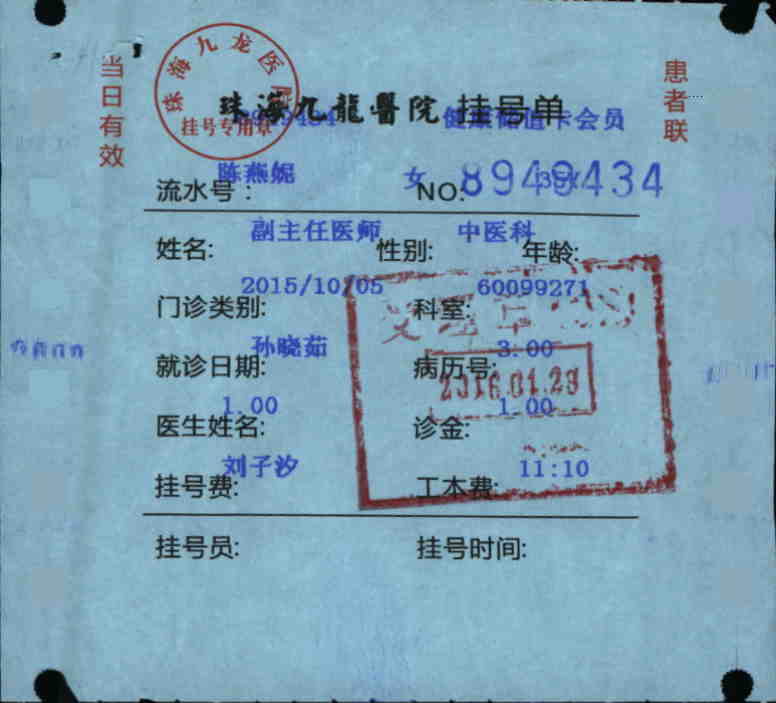 珠海九龙医院
挂号专用章
当日有效
珠海九龍醫院 挂号单
患者联
健康储值卡会员
陈燕妮 女
流水号: NO: 8949434
副主任医师 中医科
姓名: 性别: 年龄:
2015/10/05 60099271
门诊类别: 科室:
孙晓茹 3.00
就诊日期: 病历号:
2016.01.29
1.00 1.00
医生姓名: 诊金:
刘子汐 11:10
挂号费: 工本费:
挂号员: 挂号时间: